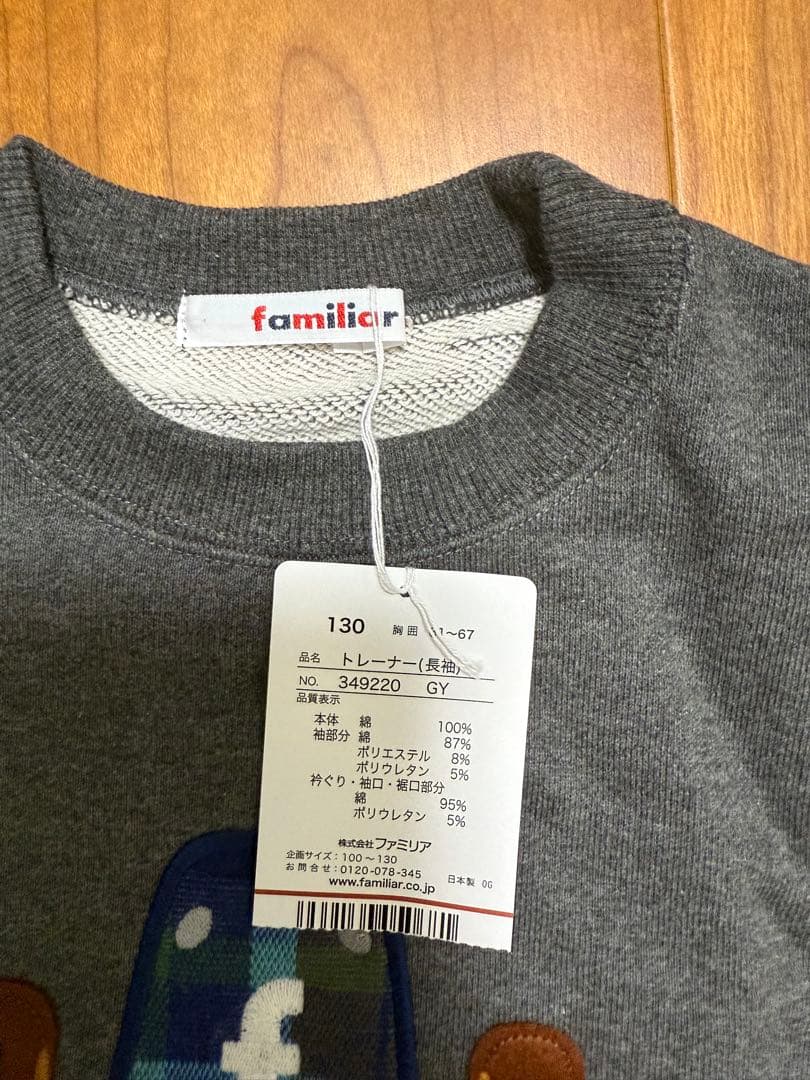 familiar
130 胸囲 1～67
品名 トレーナー(長袖)
NO. 349220 GY
品質表示
本体 綿 100%
袖部分 綿 87%
ポリエステル 8%
ポリウレタン 5%
衿ぐり・袖口・裾口部分
綿 95%
ポリウレタン 5%
株式会社ファミリア
企画サイズ：100～130
お問合せ：0120-078-345 日本製 0G
www.familiar.co.jp
f